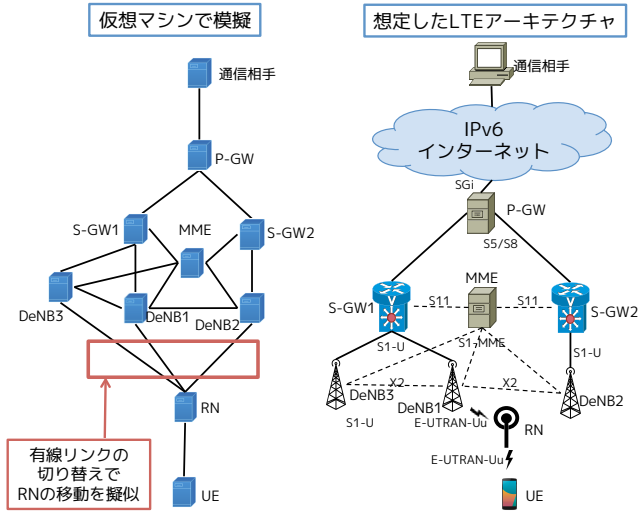 仮想マシンで模擬
通信相手
P-GW
S-GW1
MME
S-GW2
DeNB3
DeNB1
DeNB2
RN
有線リンクの
切り替えで
RNの移動を擬似
UE
想定したLTEアーキテクチャ
通信相手
IPv6
インターネット
SGi
P-GW
S5/S8
MME
S-GW1
S11
S11
S-GW2
S1-U
S1-MME
S1-U
X2
X2
DeNB3
DeNB1
DeNB2
S1-U
E-UTRAN-Uu
RN
E-UTRAN-Uu
UE